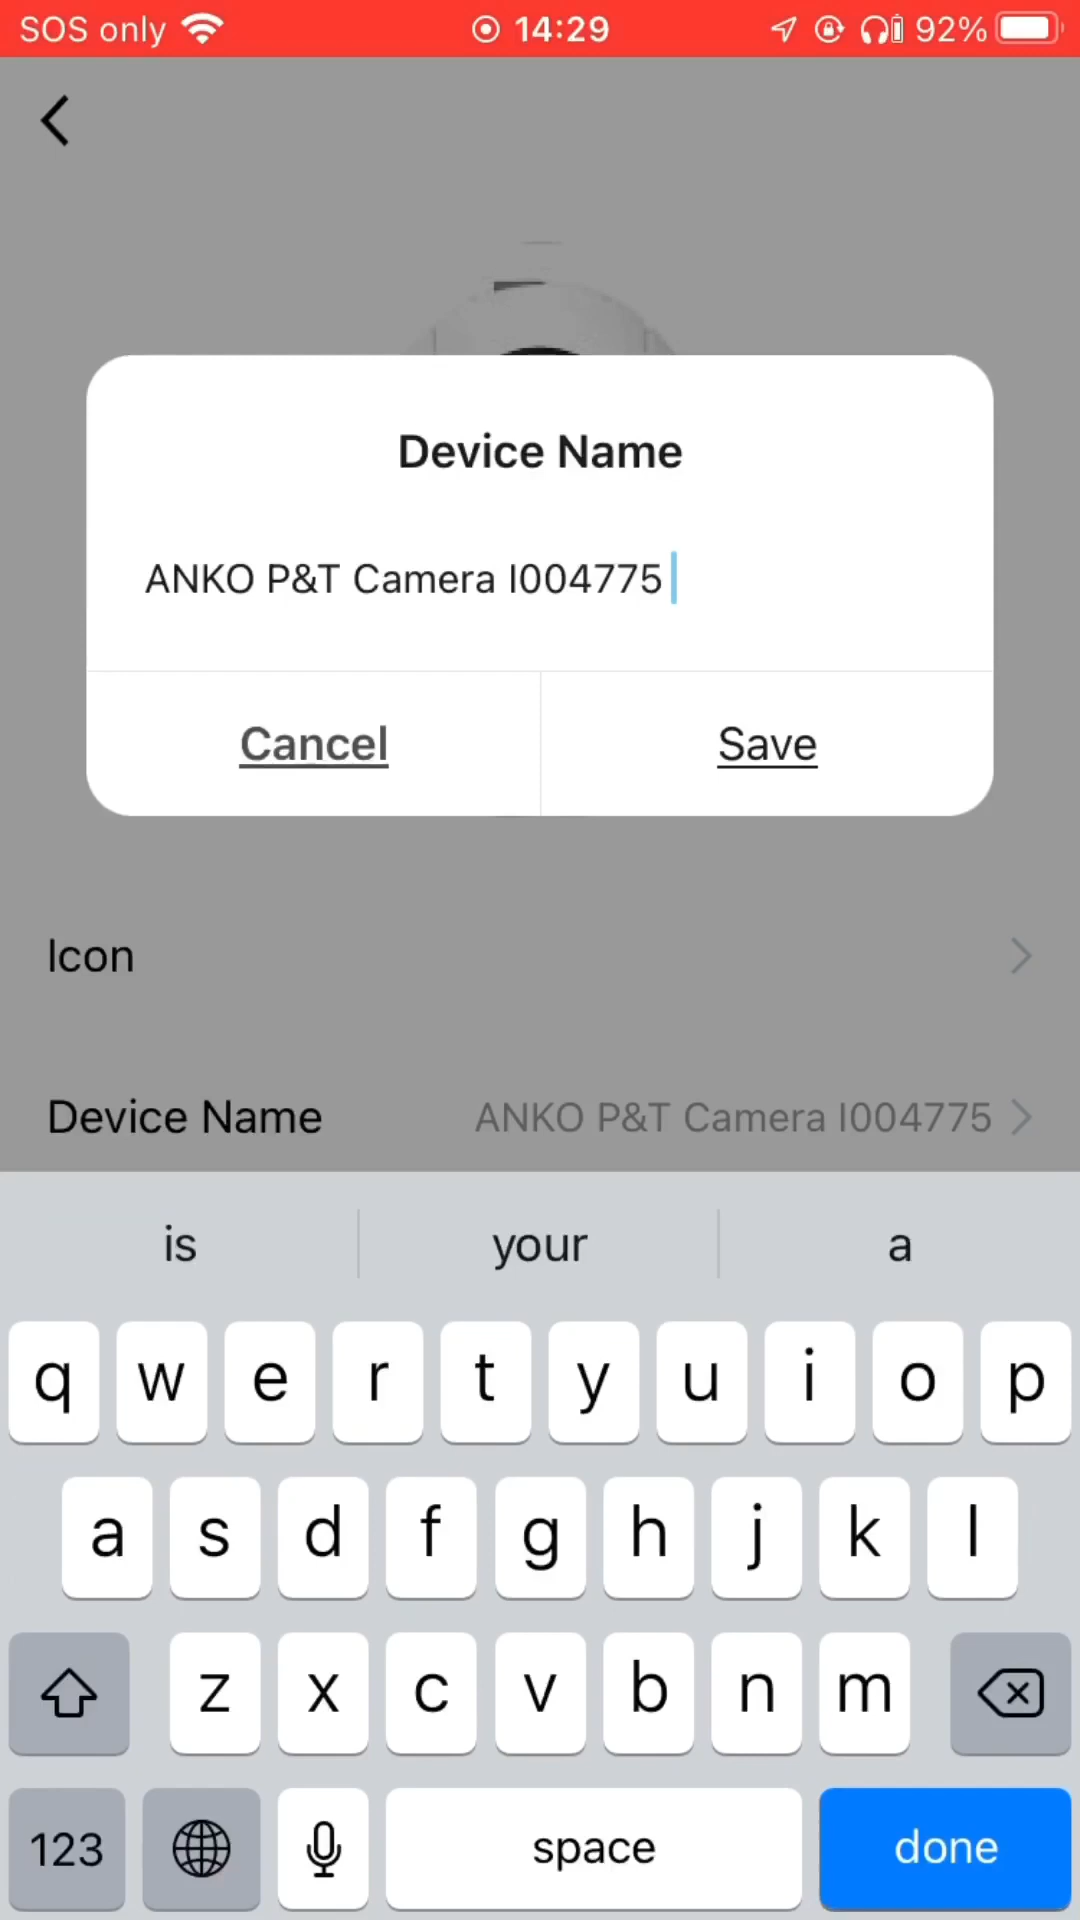 SOS only 14:29 92%
Device Name
ANKO P&T Camera I004775
Cancel Save
Icon
Device Name ANKO P&T Camera I004775
is your a
q w e r t y u i o p
a s d f g h j k l
z x c v b n m
123 space done